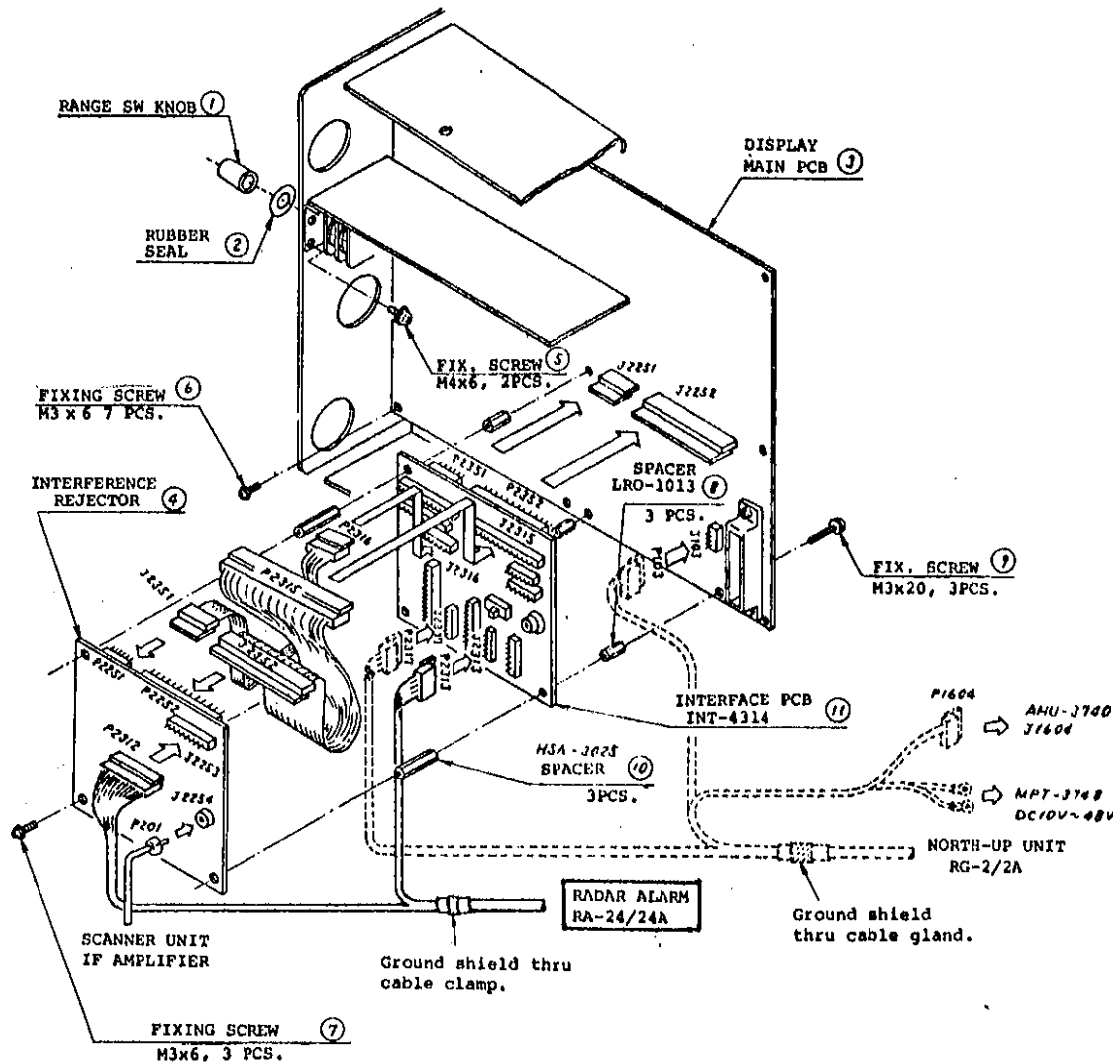 RANGE SW KNOB ①
RUBBER
SEAL ②
DISPLAY
MAIN PCB ③
FIX. SCREW ⑤
M4x6, 2PCS.
J2251
J2252
FIXING SCREW ⑥
M3 x 6 7 PCS.
INTERFERENCE
REJECTOR ④
P2351
P2352
SPACER
LRO-1013 ⑧
3 PCS.
P2316
J2315
J2316
P2315
P103
J103
FIX. SCREW ⑨
M3x20, 3PCS.
J2351
J2352
P2251
P2252
P2312
J2253
J2254
P201
P2313
INTERFACE PCB
INT-4314 ⑪
HSA-3025
SPACER ⑩
3PCS.
P1604
AHU-3740
J1604
MPT-3748
DC10V~48V
NORTH-UP UNIT
RG-2/2A
RADAR ALARM
RA-24/24A
Ground shield
thru cable gland.
SCANNER UNIT
IF AMPLIFIER
Ground shield thru
cable clamp.
FIXING SCREW ⑦
M3x6, 3 PCS.